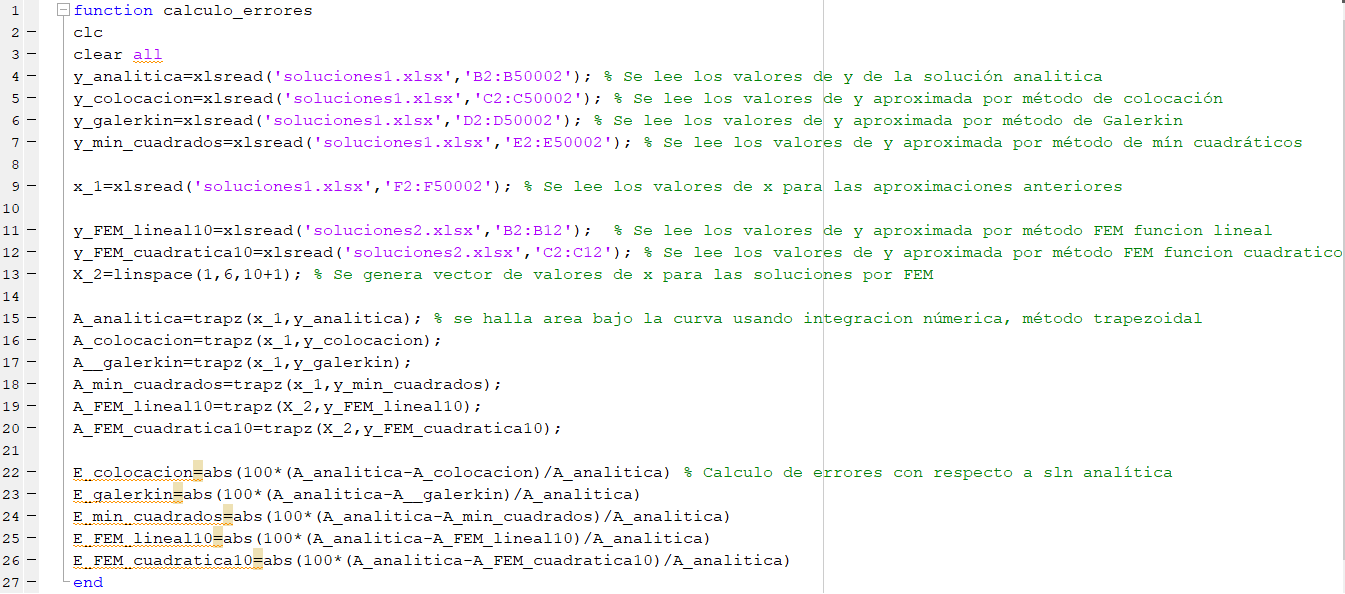 1 function calculo_errores
2 clc
3 clear all
4 y_analitica=xlsread('soluciones1.xlsx','B2:B50002'); % Se lee los valores de y de la solución analitica
5 y_colocacion=xlsread('soluciones1.xlsx','C2:C50002'); % Se lee los valores de y aproximada por método de colocación
6 y_galerkin=xlsread('soluciones1.xlsx','D2:D50002'); % Se lee los valores de y aproximada por método de Galerkin
7 y_min_cuadrados=xlsread('soluciones1.xlsx','E2:E50002'); % Se lee los valores de y aproximada por método de mín cuadráticos
8
9 x_1=xlsread('soluciones1.xlsx','F2:F50002'); % Se lee los valores de x para las aproximaciones anteriores
10
11 y_FEM_lineal10=xlsread('soluciones2.xlsx','B2:B12');  % Se lee los valores de y aproximada por método FEM funcion lineal
12 y_FEM_cuadratica10=xlsread('soluciones2.xlsx','C2:C12'); % Se lee los valores de y aproximada por método FEM funcion cuadratico
13 X_2=linspace(1,6,10+1); % Se genera vector de valores de x para las soluciones por FEM
14
15 A_analitica=trapz(x_1,y_analitica); % se halla area bajo la curva usando integracion númerica, método trapezoidal
16 A_colocacion=trapz(x_1,y_colocacion);
17 A__galerkin=trapz(x_1,y_galerkin);
18 A_min_cuadrados=trapz(x_1,y_min_cuadrados);
19 A_FEM_lineal10=trapz(X_2,y_FEM_lineal10);
20 A_FEM_cuadratica10=trapz(X_2,y_FEM_cuadratica10);
21
22 E_colocacion=abs(100*(A_analitica-A_colocacion)/A_analitica) % Calculo de errores con respecto a sln analítica
23 E_galerkin=abs(100*(A_analitica-A__galerkin)/A_analitica)
24 E_min_cuadrados=abs(100*(A_analitica-A_min_cuadrados)/A_analitica)
25 E_FEM_lineal10=abs(100*(A_analitica-A_FEM_lineal10)/A_analitica)
26 E_FEM_cuadratica10=abs(100*(A_analitica-A_FEM_cuadratica10)/A_analitica)
27 end